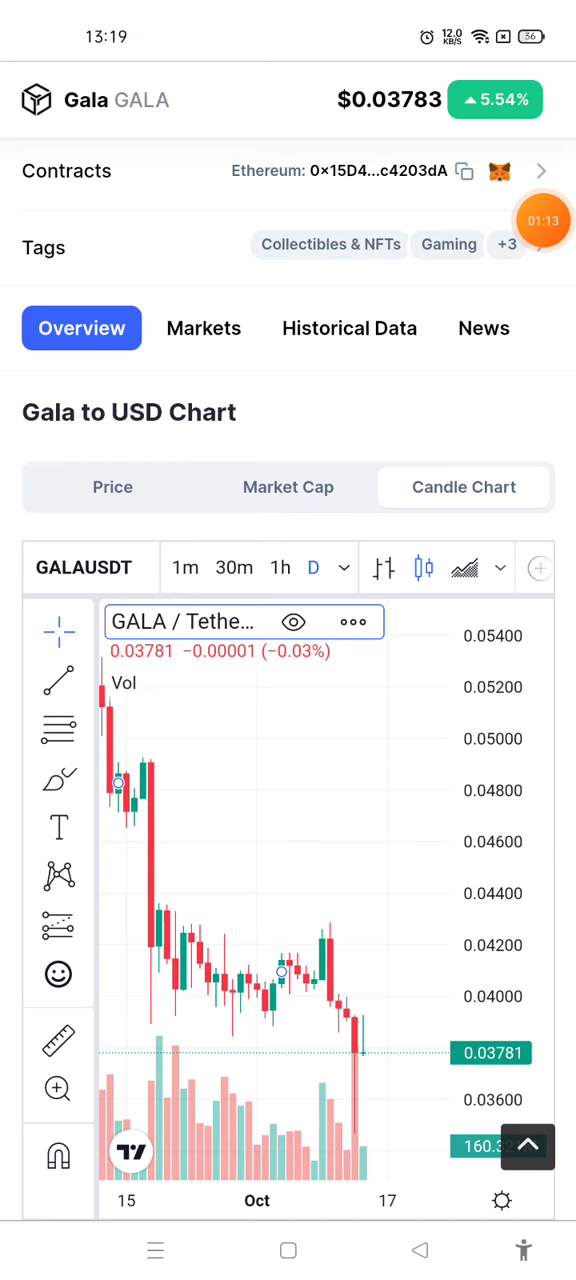 13:19
12.0
KB/S
36
Gala GALA
$0.03783
5.54%
Contracts
Ethereum: 0x15D4...c4203dA
01:13
Tags
Collectibles & NFTs
Gaming
+3
Overview
Markets
Historical Data
News
Gala to USD Chart
Price
Market Cap
Candle Chart
GALAUSDT
1m
30m
1h
D
GALA / Tethe...
0.03781 −0.00001 (−0.03%)
Vol
0.05400
0.05200
0.05000
0.04800
0.04600
0.04400
0.04200
0.04000
0.03781
0.03600
15
Oct
17